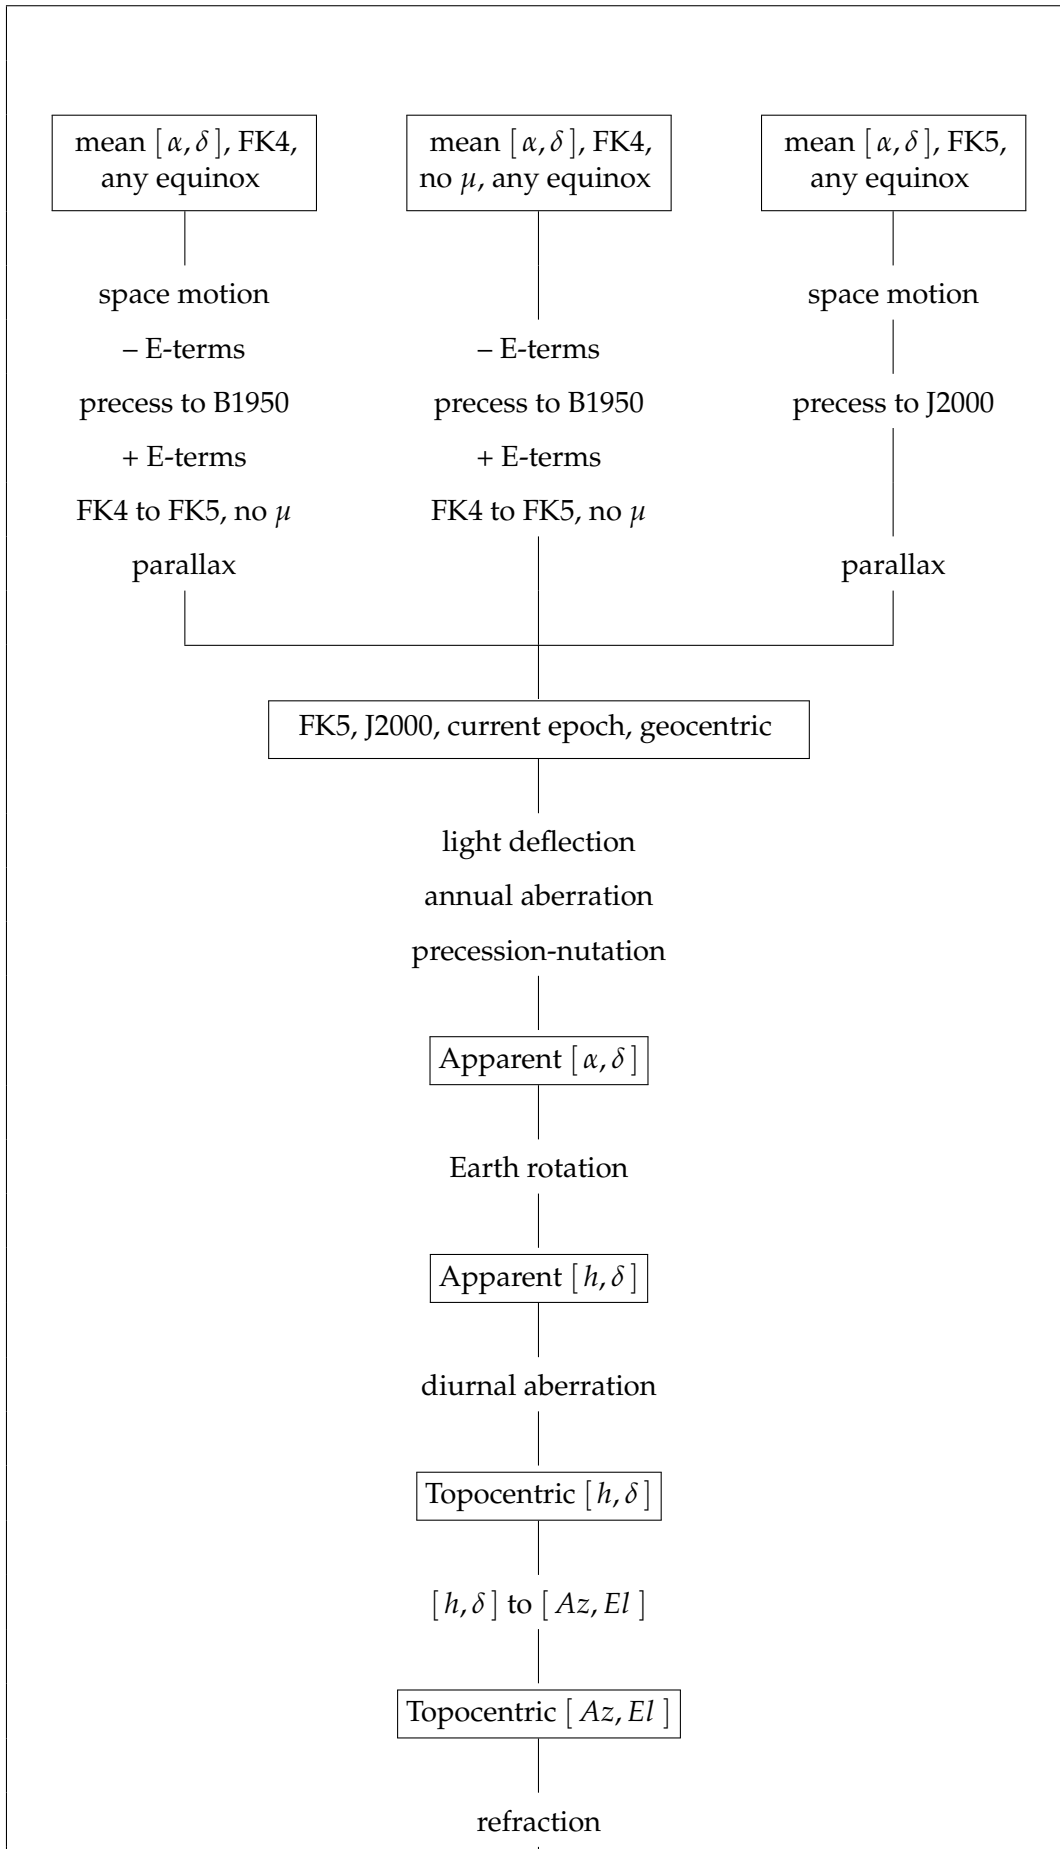 mean [ α, δ ], FK4,
any equinox
mean [ α, δ ], FK4,
no μ, any equinox
mean [ α, δ ], FK5,
any equinox
space motion
– E-terms
precess to B1950
+ E-terms
FK4 to FK5, no μ
parallax
– E-terms
precess to B1950
+ E-terms
FK4 to FK5, no μ
space motion
precess to J2000
parallax
FK5, J2000, current epoch, geocentric
light deflection
annual aberration
precession-nutation
Apparent [ α, δ ]
Earth rotation
Apparent [ h, δ ]
diurnal aberration
Topocentric [ h, δ ]
[ h, δ ] to [ Az, El ]
Topocentric [ Az, El ]
refraction